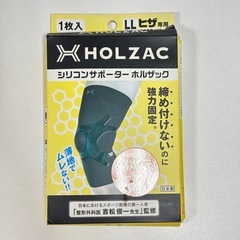 1枚入
LL ヒザ専用
HOLZAC
シリコンサポーター ホルザック
締め付けないのに
強力固定。
薄地で
ムレない!!
日本製
日本におけるスポーツ医療の第一人者
「整形外科医 吉松俊一先生」監修